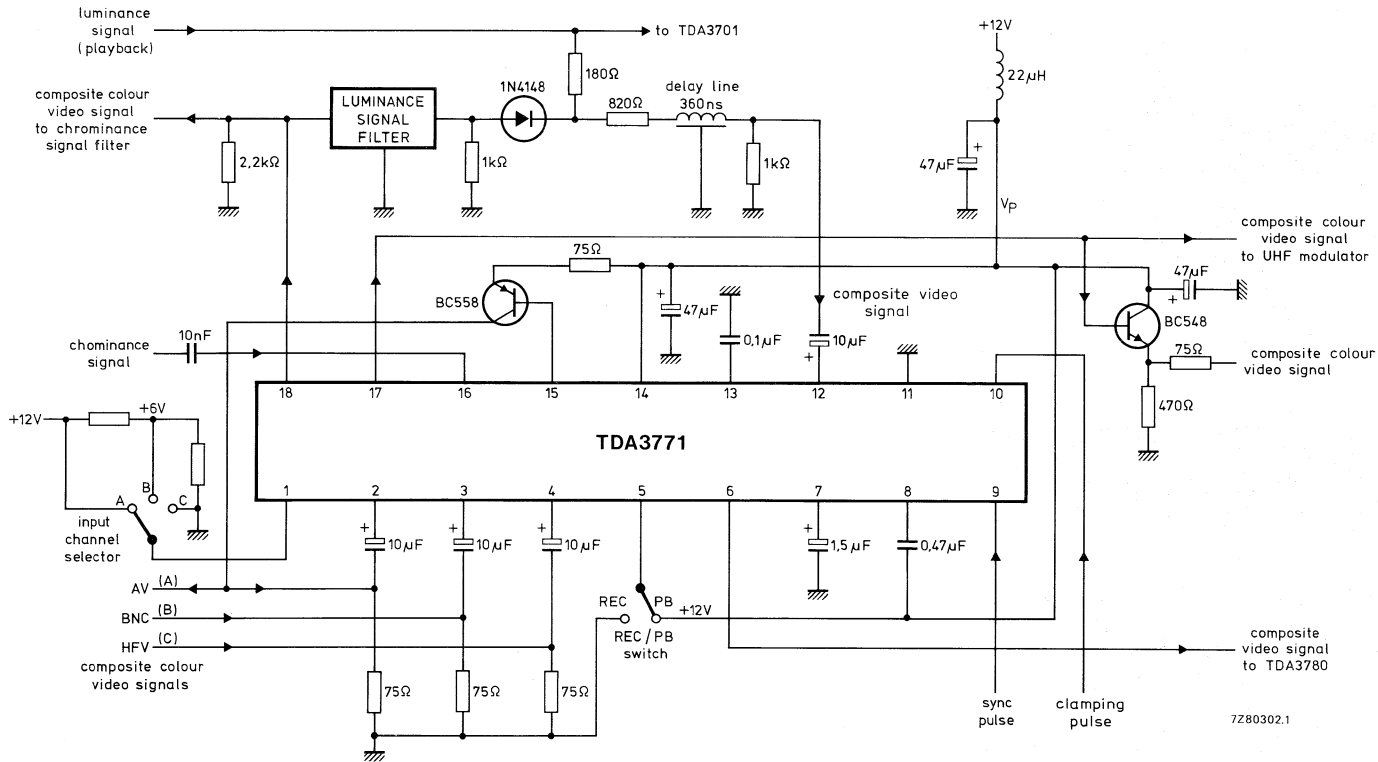 luminance
signal
(playback)
to TDA3701
+12V
22µH
180Ω
1N4148
composite colour
video signal
to chrominance
signal filter
LUMINANCE
SIGNAL
FILTER
820Ω
delay line
360ns
2,2kΩ
1kΩ
1kΩ
47µF
+
Vp
composite colour
video signal
to UHF modulator
75Ω
BC558
+
47µF
0,1µF
composite video
signal
10µF
+
47µF
+
BC548
75Ω
composite colour
video signal
470Ω
10nF
chominance
signal
18
17
16
15
14
13
12
11
10
TDA3771
1
2
3
4
5
6
7
8
9
+12V
+6V
A
B
C
input
channel
selector
+
10µF
+
10µF
+
10µF
+
1,5µF
0,47µF
AV (A)
BNC (B)
HFV (C)
composite colour
video signals
75Ω
75Ω
75Ω
REC
PB
+12V
REC/PB
switch
sync
pulse
clamping
pulse
composite
video signal
to TDA3780
7Z80302.1